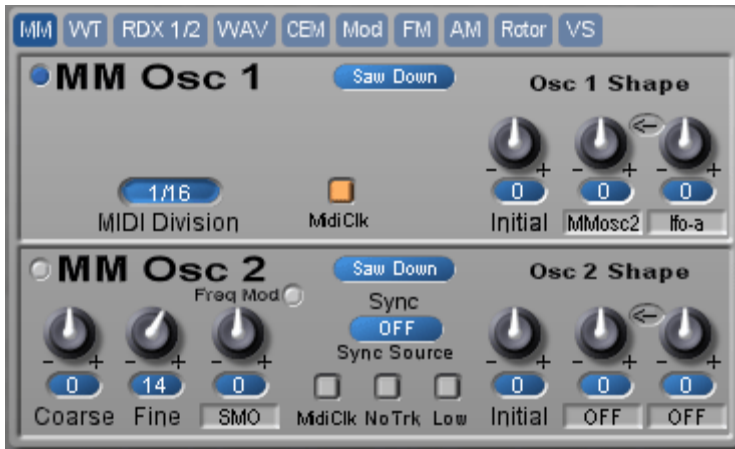 MM WT RDX 1/2 WAV CEM Mod FM AM Rotor VS
MM Osc 1
Saw Down
Osc 1 Shape
- + - + - +
<-
1/16
0 0 0
MIDI Division
MidiClk
Initial MMosc2 lfo-a
MM Osc 2
Saw Down
Osc 2 Shape
Freq Mod
Sync
<-
OFF
- + - + - +
Sync Source
- + - + - +
0 14 0
0 0 0
Coarse Fine SMO
MidiClk NoTrk Low
Initial OFF OFF